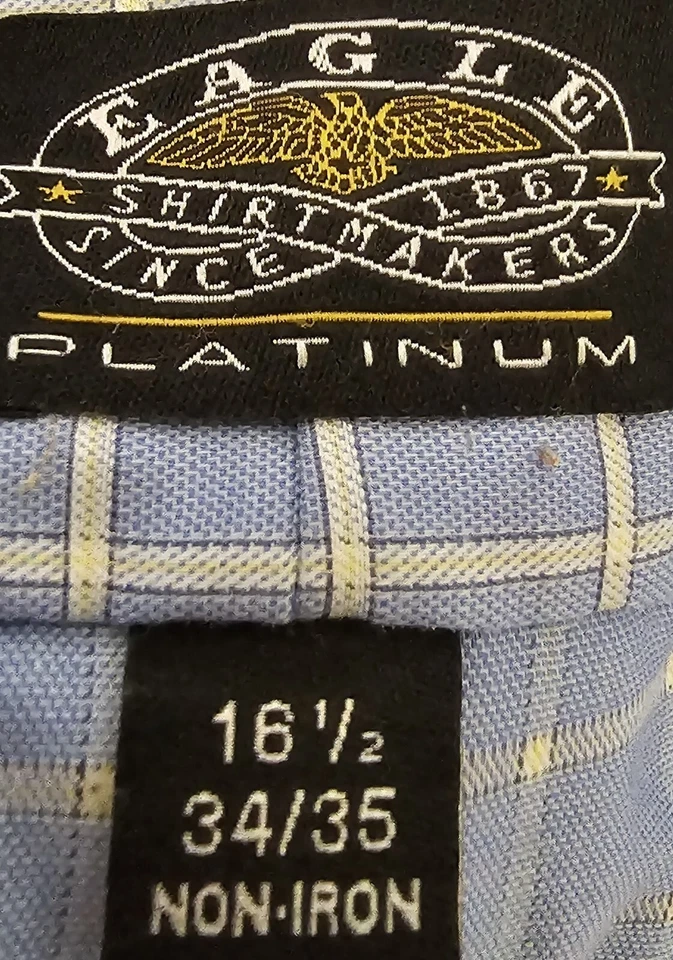 EAGLE
SHIRTMAKERS
SINCE 1867
PLATINUM
16 ½
34/35
NON-IRON